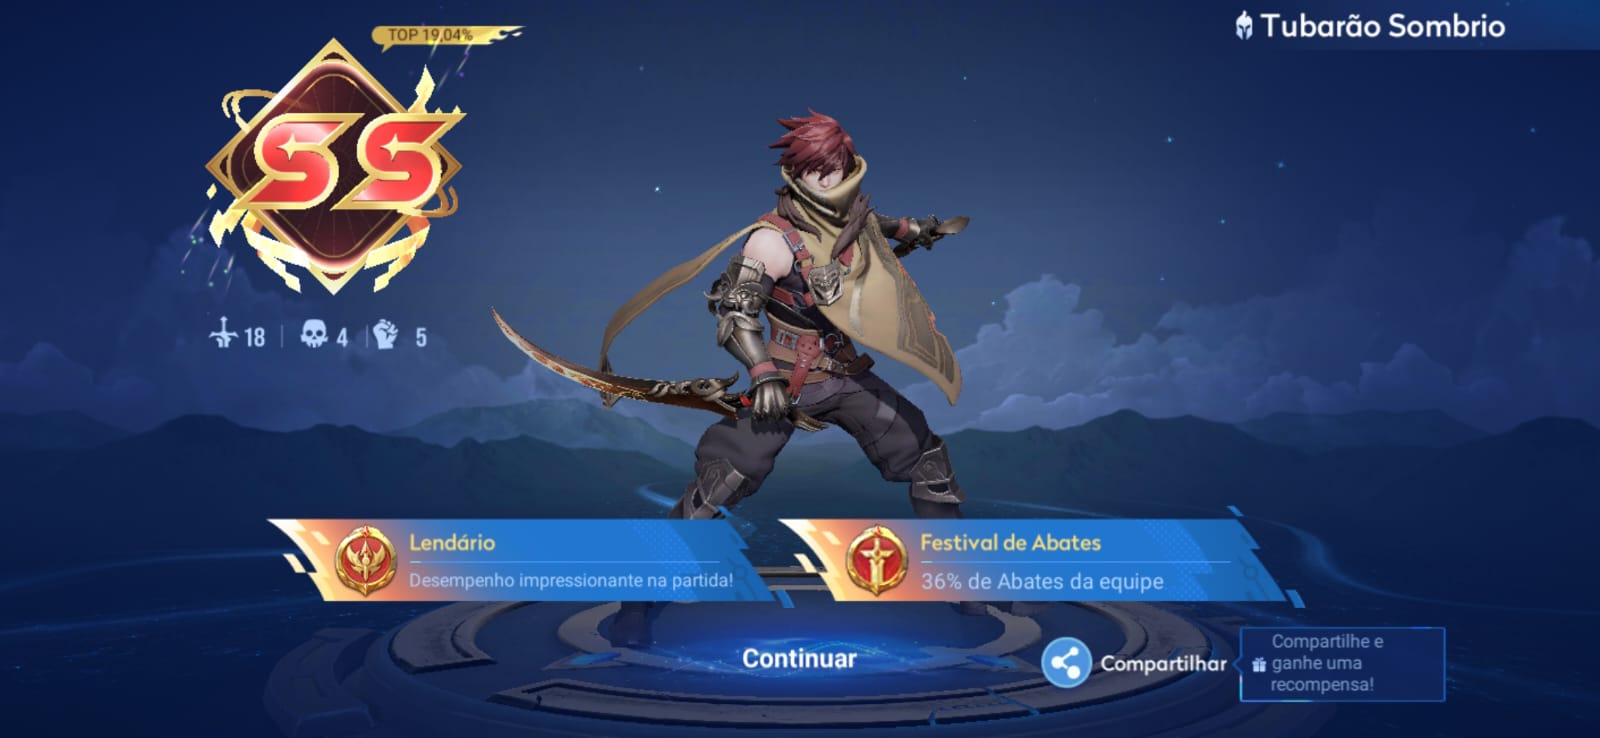 TOP 19,04%
Tubarão Sombrio
SS
18 4 5
Lendário
Desempenho impressionante na partida!
Festival de Abates
36% de Abates da equipe
Continuar
Compartilhar
Compartilhe e
ganhe uma
recompensa!